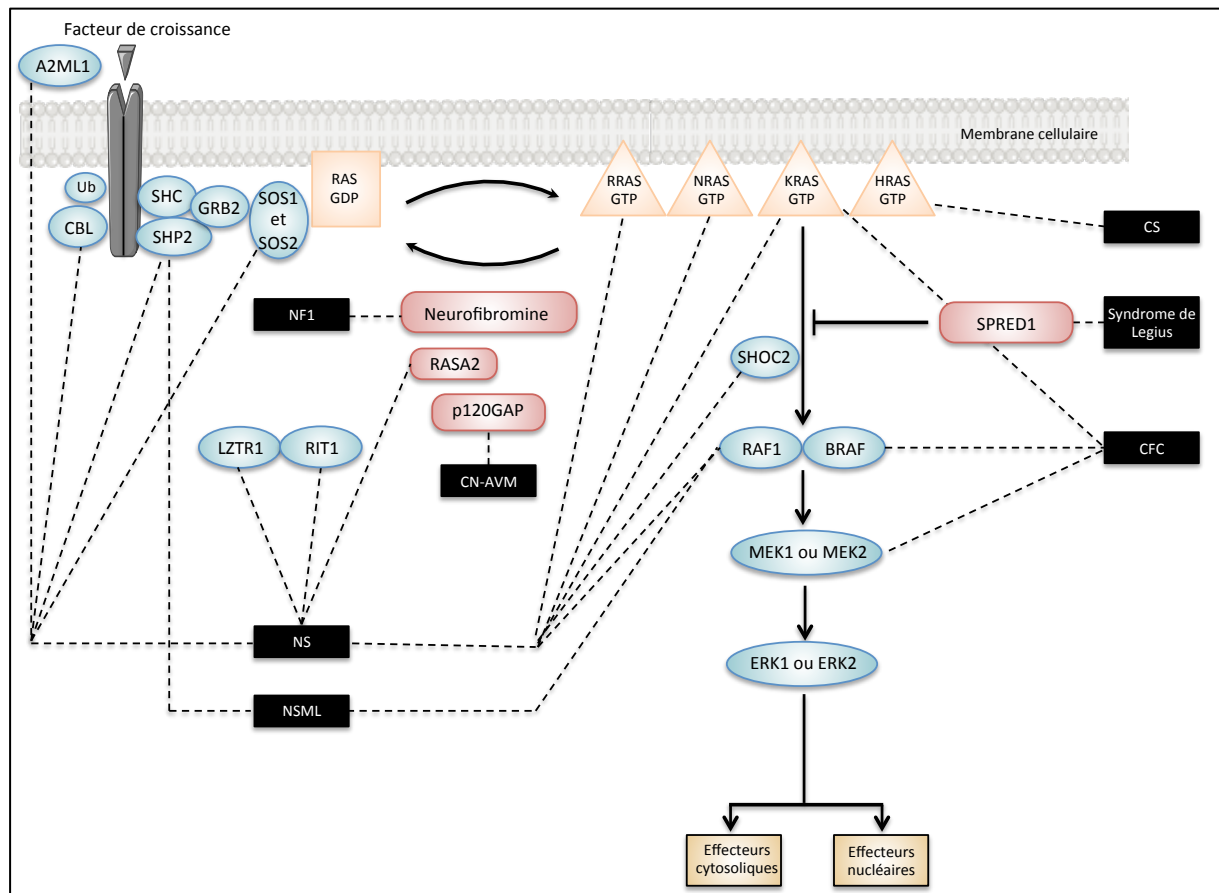 Facteur de croissance
A2ML1
Membrane cellulaire
Ub
CBL
SHC
SHP2
GRB2
SOS1
et
SOS2
RAS
GDP
RRAS
GTP
NRAS
GTP
KRAS
GTP
HRAS
GTP
CS
NF1
Neurofibromine
SPRED1
Syndrome de
Legius
RASA2
SHOC2
p120GAP
LZTR1
RIT1
RAF1
BRAF
CFC
CN-AVM
MEK1 ou MEK2
NS
ERK1 ou ERK2
NSML
Effecteurs
cytosoliques
Effecteurs
nucléaires